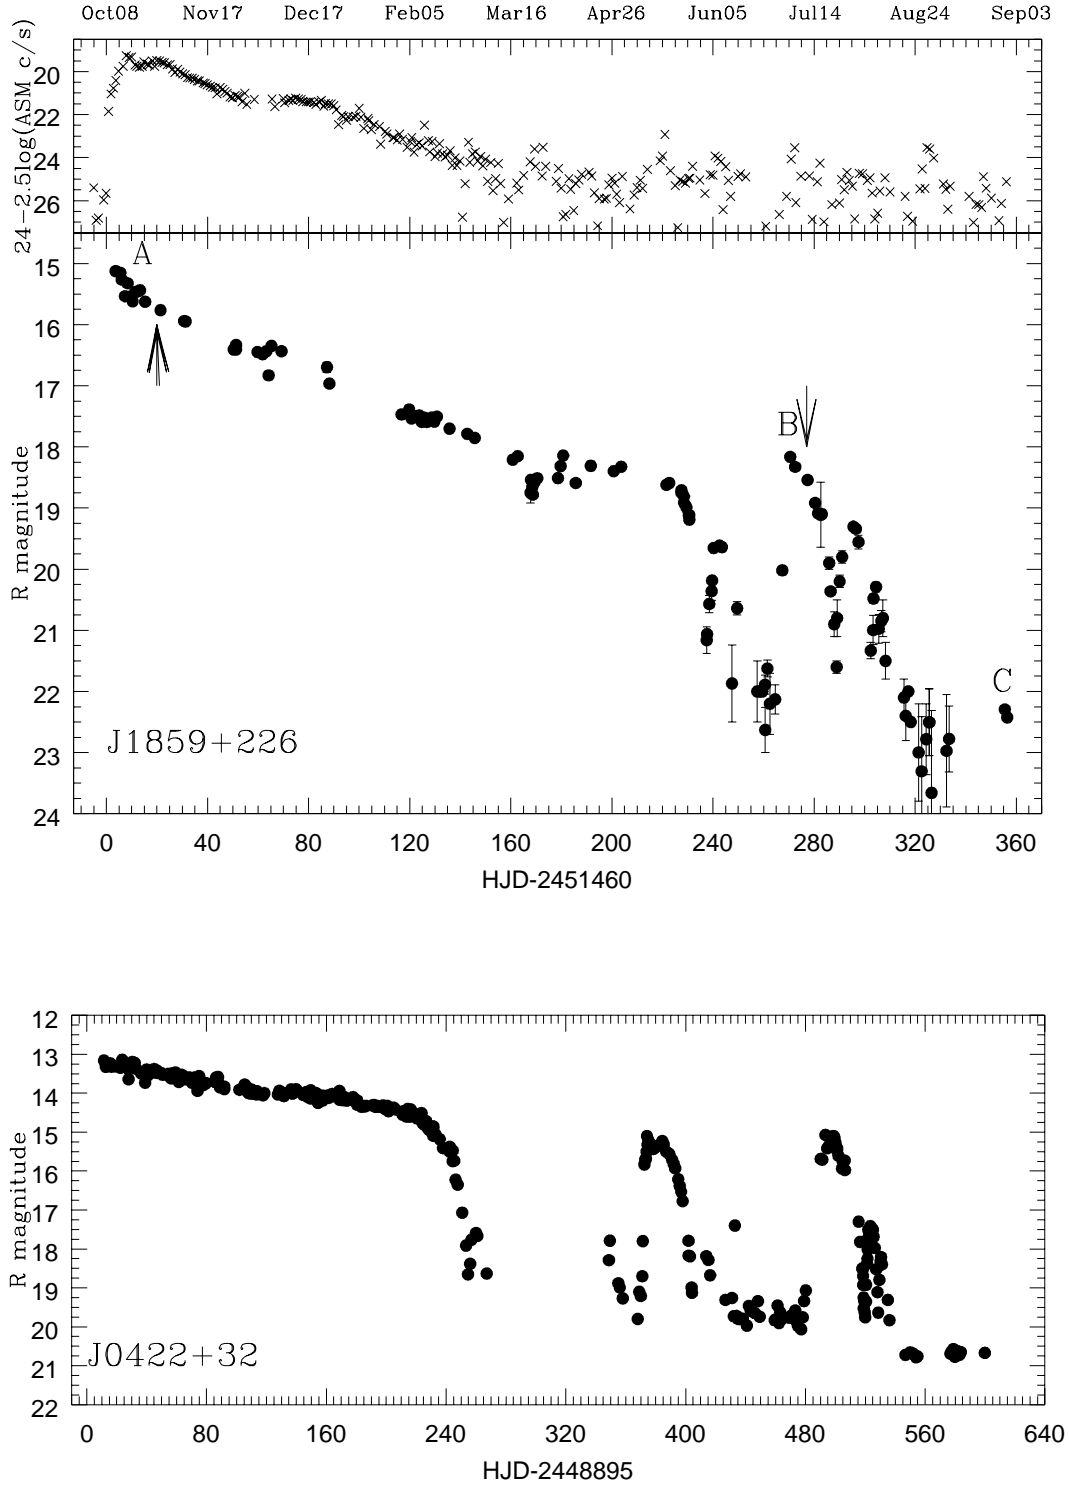 Oct08 Nov17 Dec17 Feb05 Mar16 Apr26 Jun05 Jul14 Aug24 Sep03
24-2.5log(ASM c/s)
20
22
24
26
A
B
C
R magnitude
15
16
17
18
19
20
21
22
23
24
J1859+226
0 40 80 120 160 200 240 280 320 360
HJD-2451460
R magnitude
12
13
14
15
16
17
18
19
20
21
22
J0422+32
0 80 160 240 320 400 480 560 640
HJD-2448895